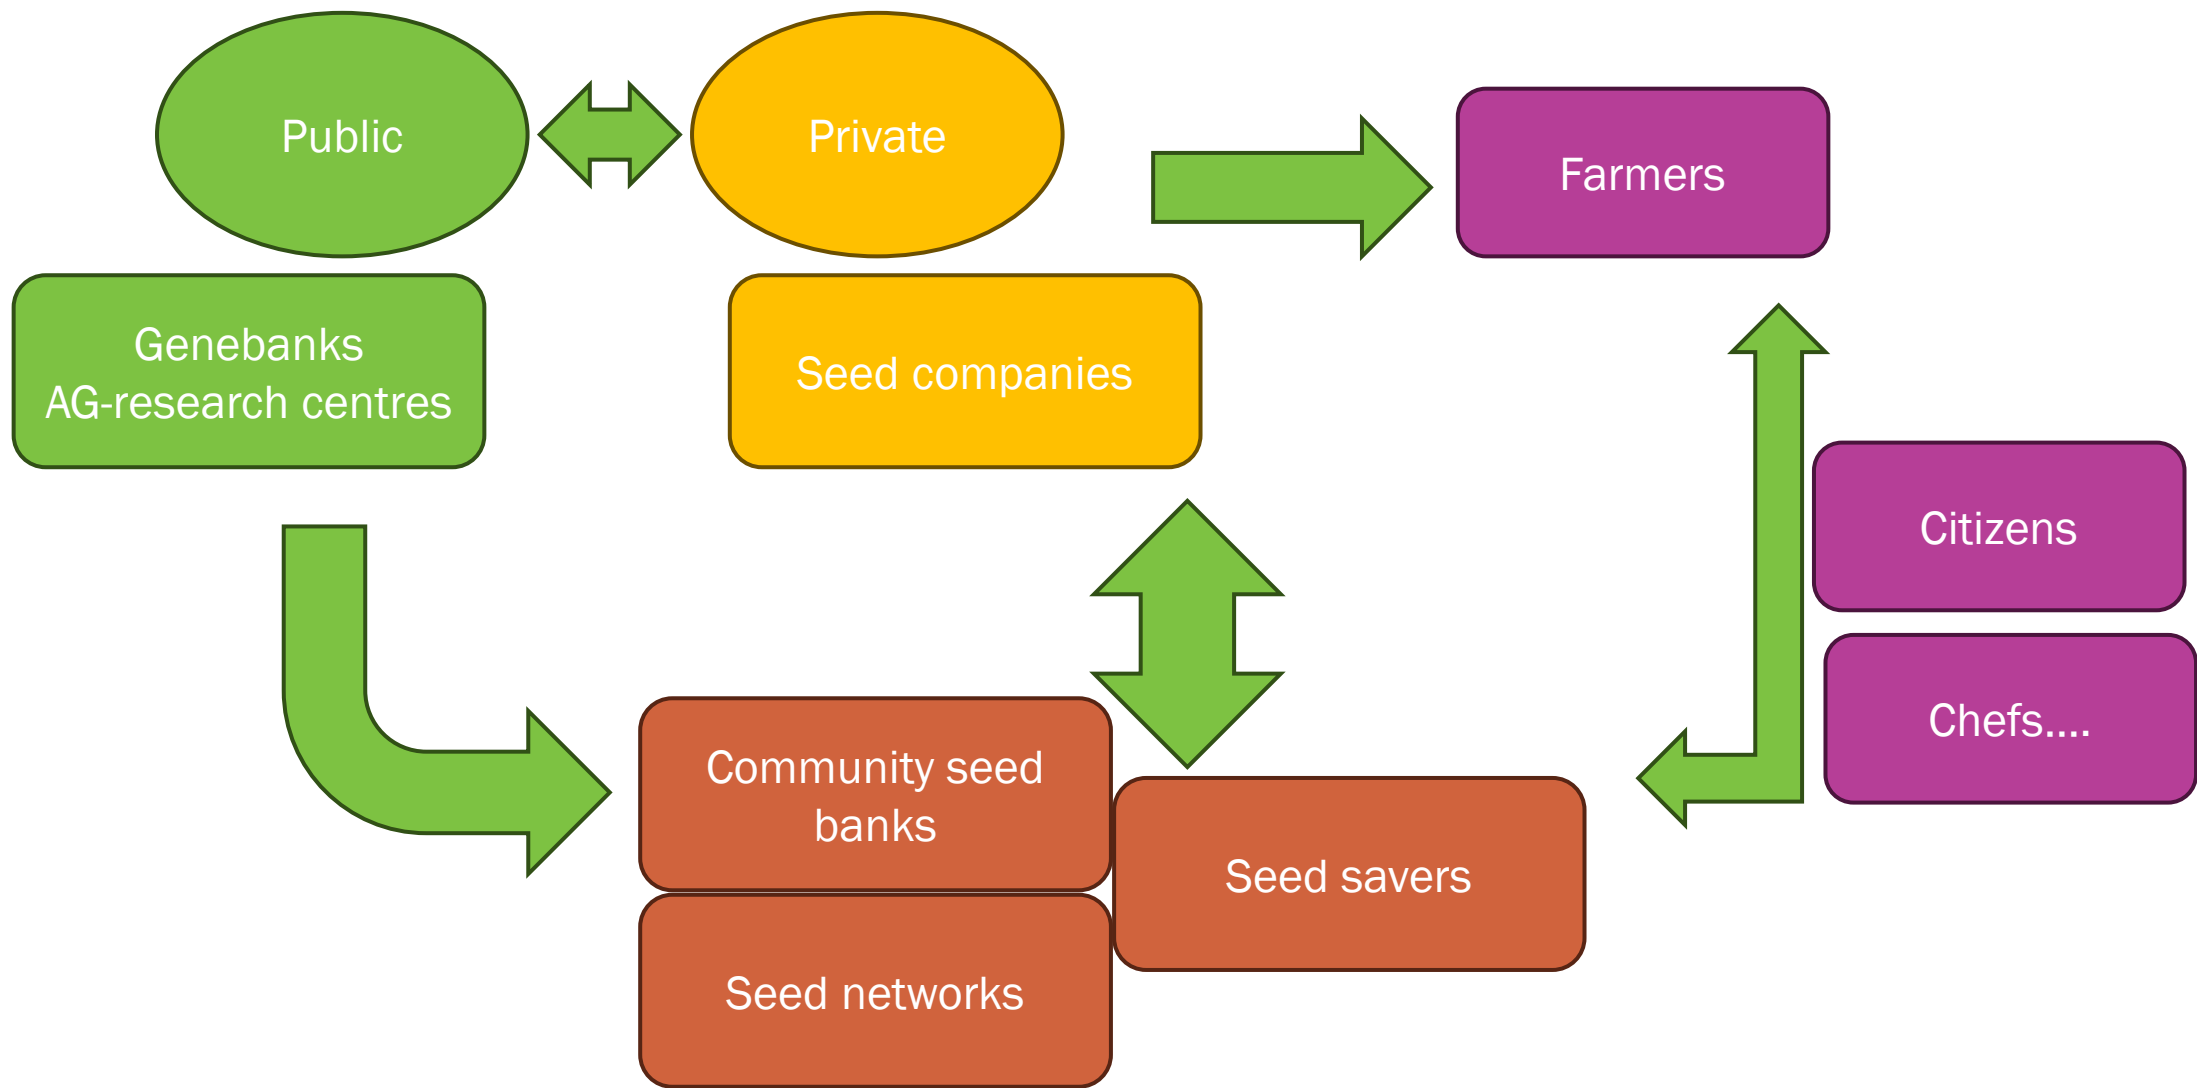 Public
Private
Farmers
Genebanks
AG-research centres
Seed companies
Citizens
Chefs....
Community seed
banks
Seed savers
Seed networks